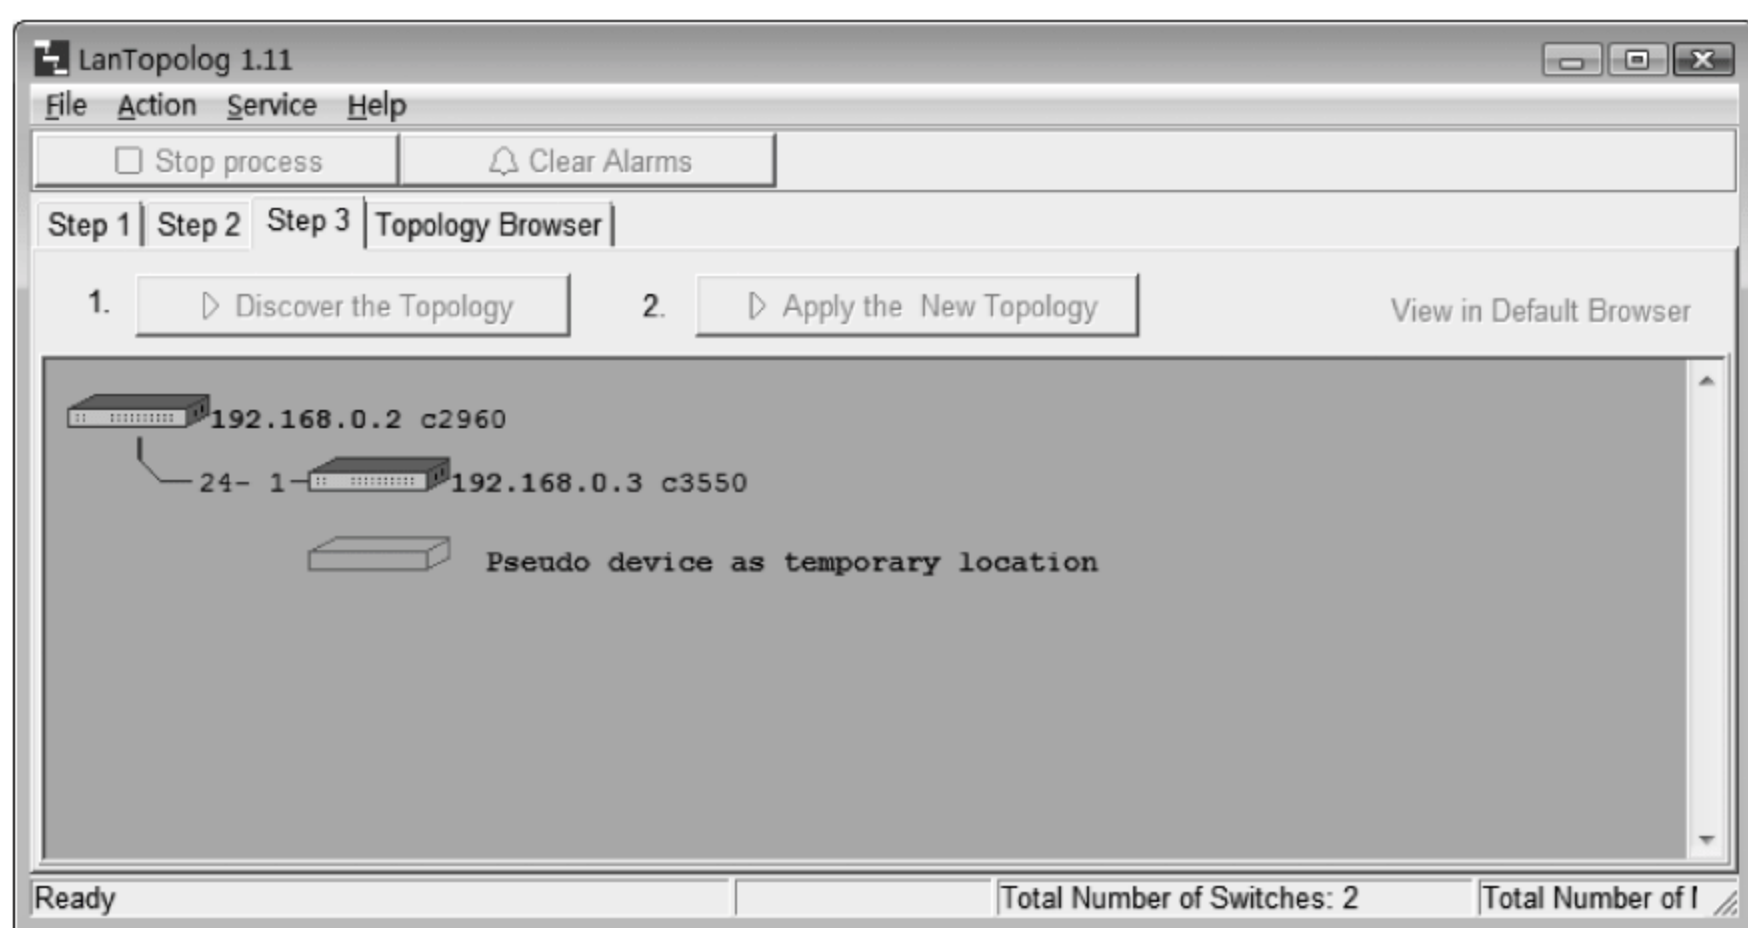 LanTopolog 1.11
File Action Service Help
Stop process Clear Alarms
Step 1 Step 2 Step 3 Topology Browser
1. Discover the Topology 2. Apply the New Topology View in Default Browser
192.168.0.2 c2960
24- 1 192.168.0.3 c3550
Pseudo device as temporary location
Ready Total Number of Switches: 2 Total Number of